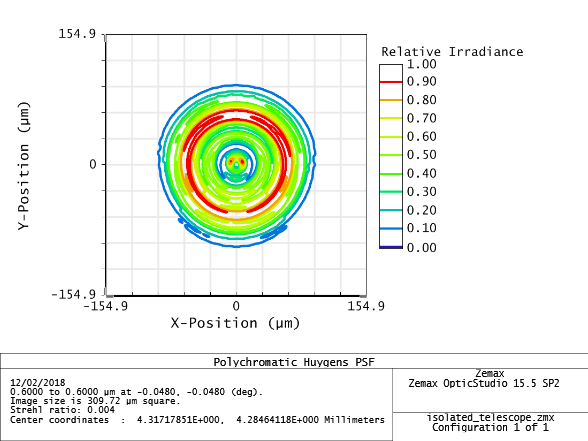 154.9
Relative Irradiance
1.00
0.90
0.80
0.70
0.60
0.50
0.40
0.30
0.20
0.10
0.00
Y-Position (µm)
0
-154.9
-154.9
0
154.9
X-Position (µm)
Polychromatic Huygens PSF
12/02/2018
0.6000 to 0.6000 µm at -0.0480, -0.0480 (deg).
Image size is 309.72 µm square.
Strehl ratio: 0.004
Center coordinates : 4.31717851E+000, 4.28464118E+000 Millimeters
Zemax
Zemax OpticStudio 15.5 SP2
isolated_telescope.zmx
Configuration 1 of 1